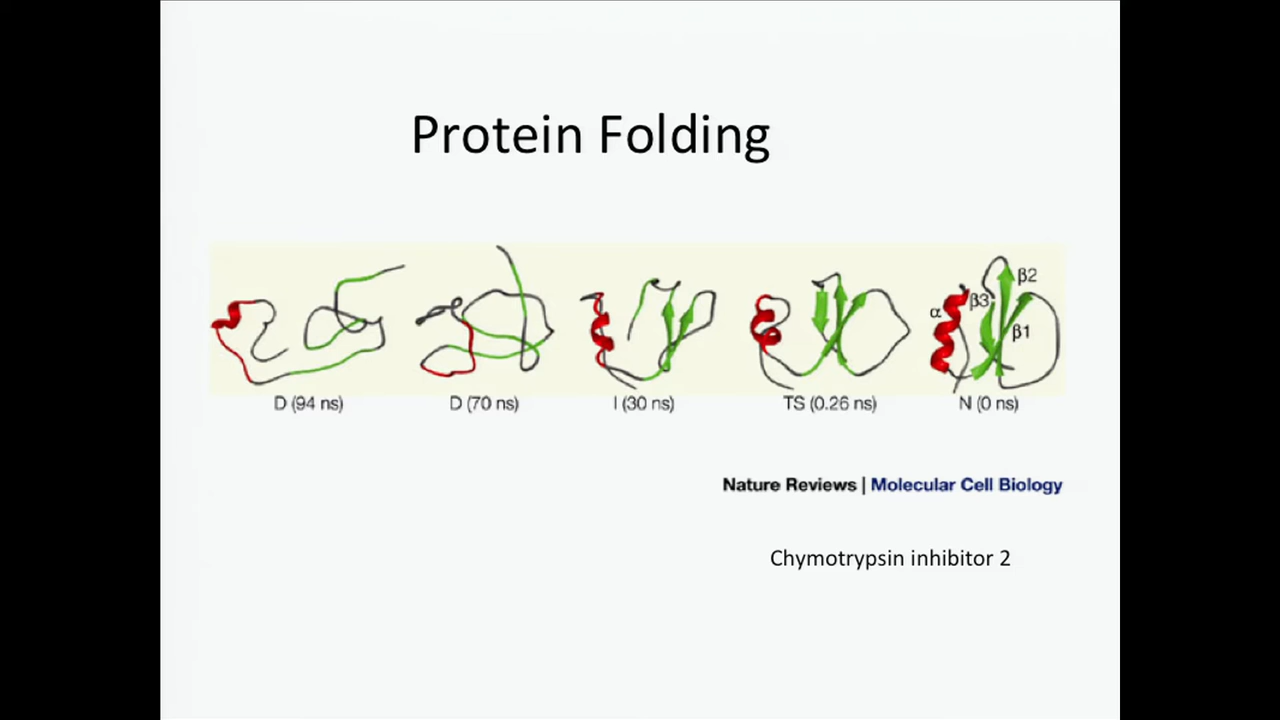 Protein Folding
β2
α
β3
β1
D (94 ns)
D (70 ns)
I (30 ns)
TS (0.26 ns)
N (0 ns)
Nature Reviews | Molecular Cell Biology
Chymotrypsin inhibitor 2